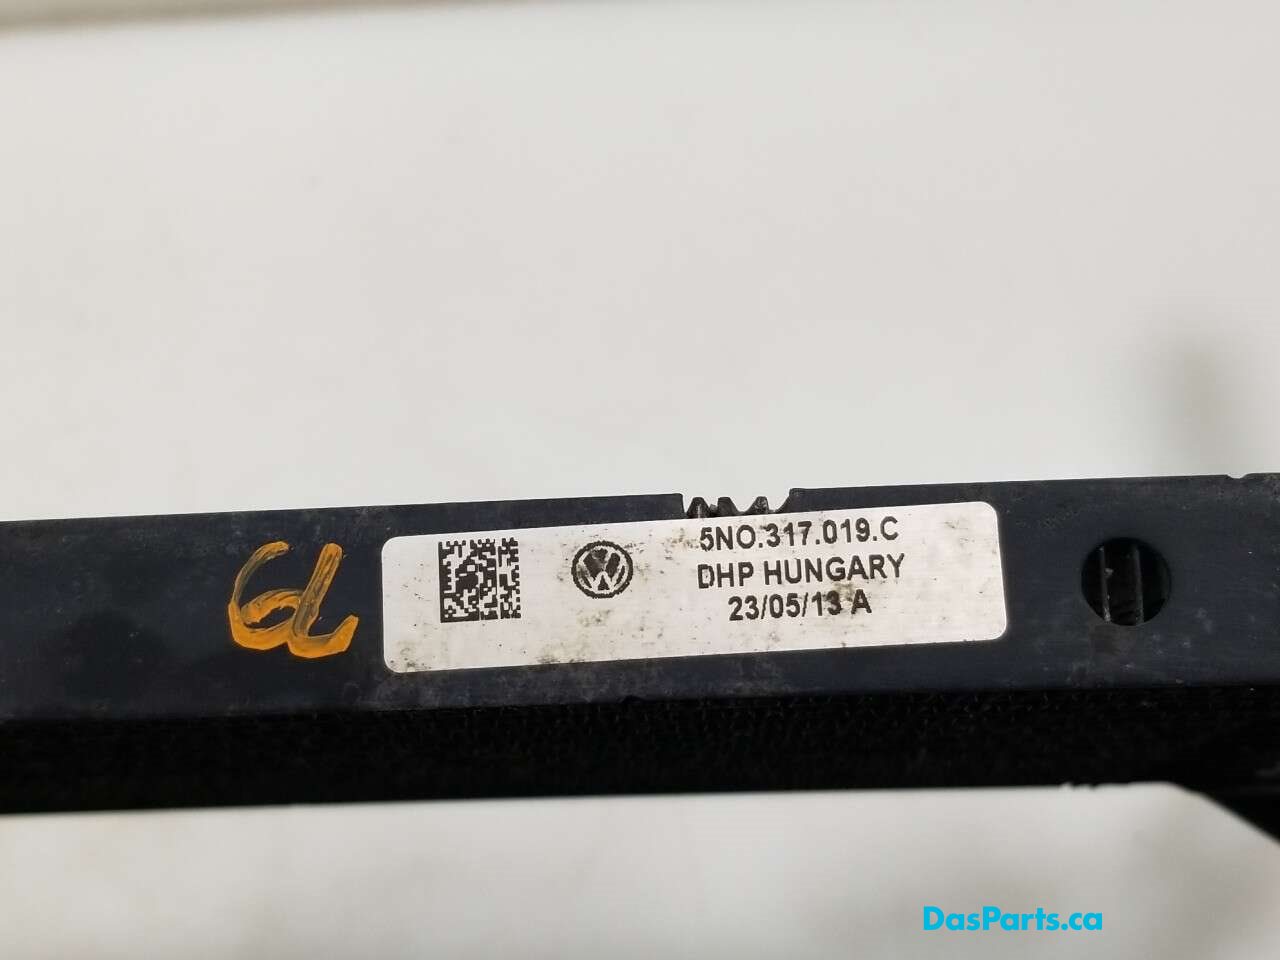 5NO.317.019.C
DHP HUNGARY
23/05/13 A
DasParts.ca